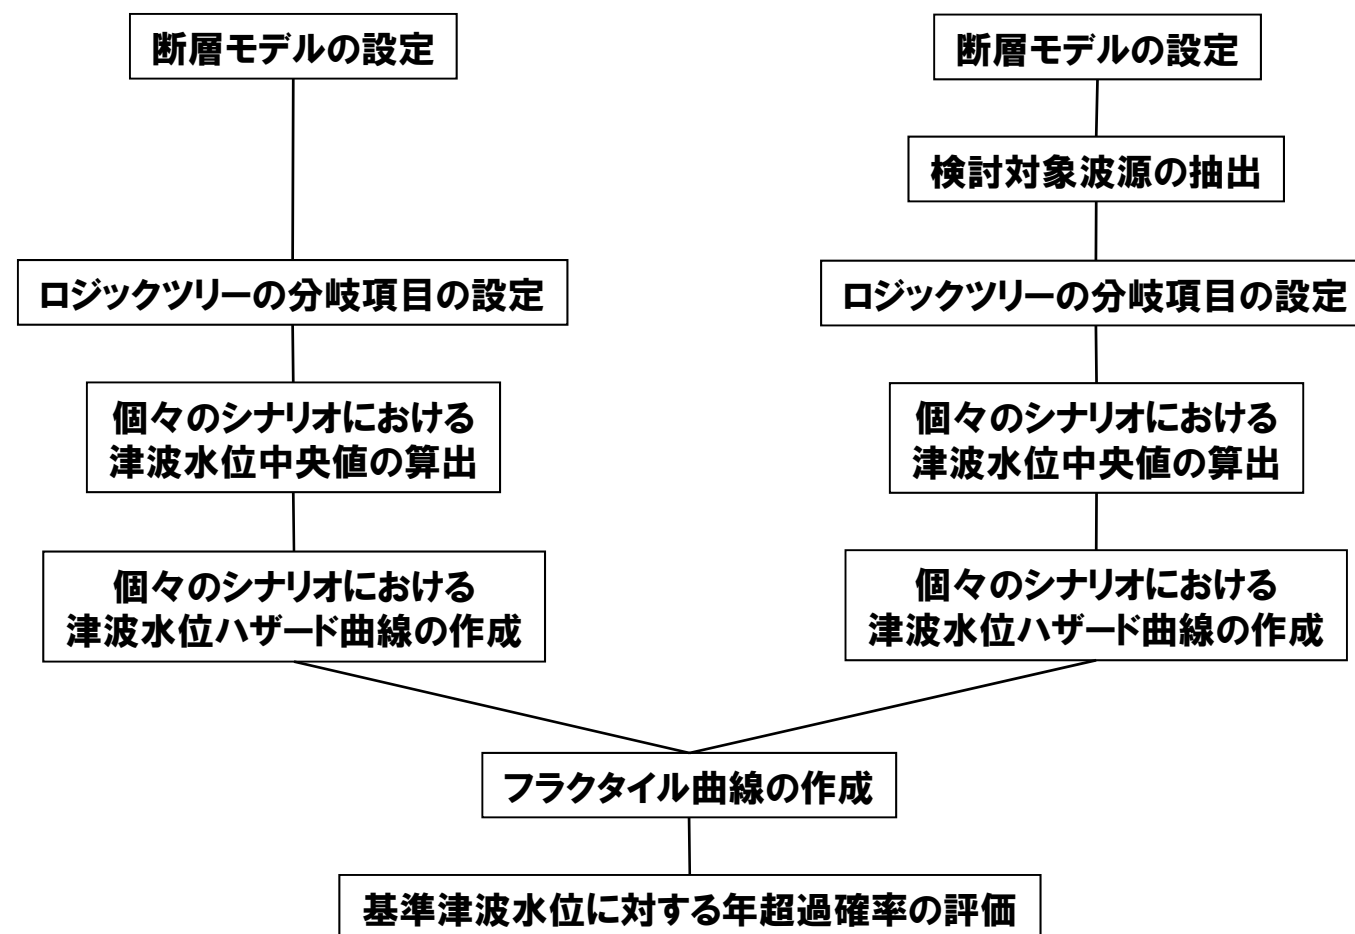 断層モデルの設定
ロジックツリーの分岐項目の設定
個々のシナリオにおける
津波水位中央値の算出
個々のシナリオにおける
津波水位ハザード曲線の作成
断層モデルの設定
検討対象波源の抽出
ロジックツリーの分岐項目の設定
個々のシナリオにおける
津波水位中央値の算出
個々のシナリオにおける
津波水位ハザード曲線の作成
フラクタイル曲線の作成
基準津波水位に対する年超過確率の評価